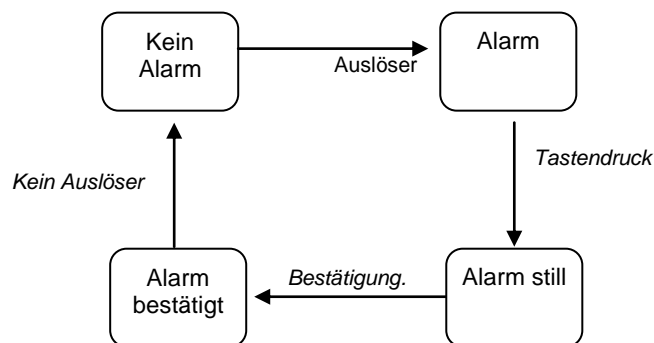 Kein
Alarm
Auslöser
Alarm
Tastendruck
Kein Auslöser
Alarm
bestätigt
Bestätigung.
Alarm still